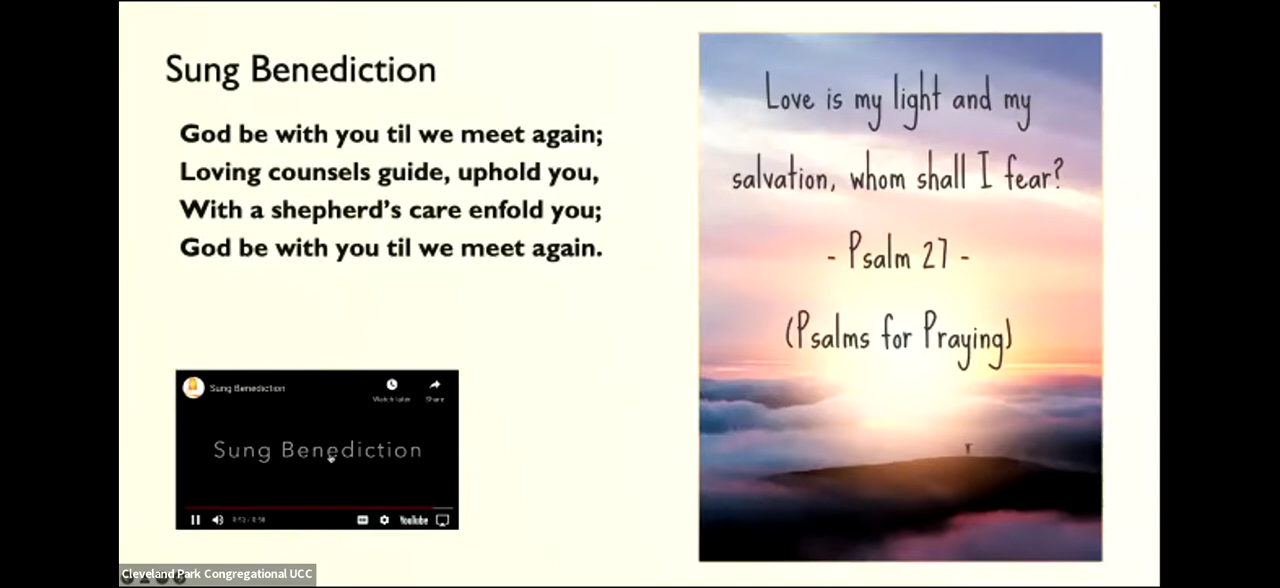 Sung Benediction
God be with you til we meet again;
Loving counsels guide, uphold you,
With a shepherd's care enfold you;
God be with you til we meet again.
Love is my light and my
salvation, whom shall I fear?
- Psalm 27 -
(Psalms for Praying)
Sung Benediction
Watch later
Share
Sung Benediction
YouTube
Cleveland Park Congregational UCC